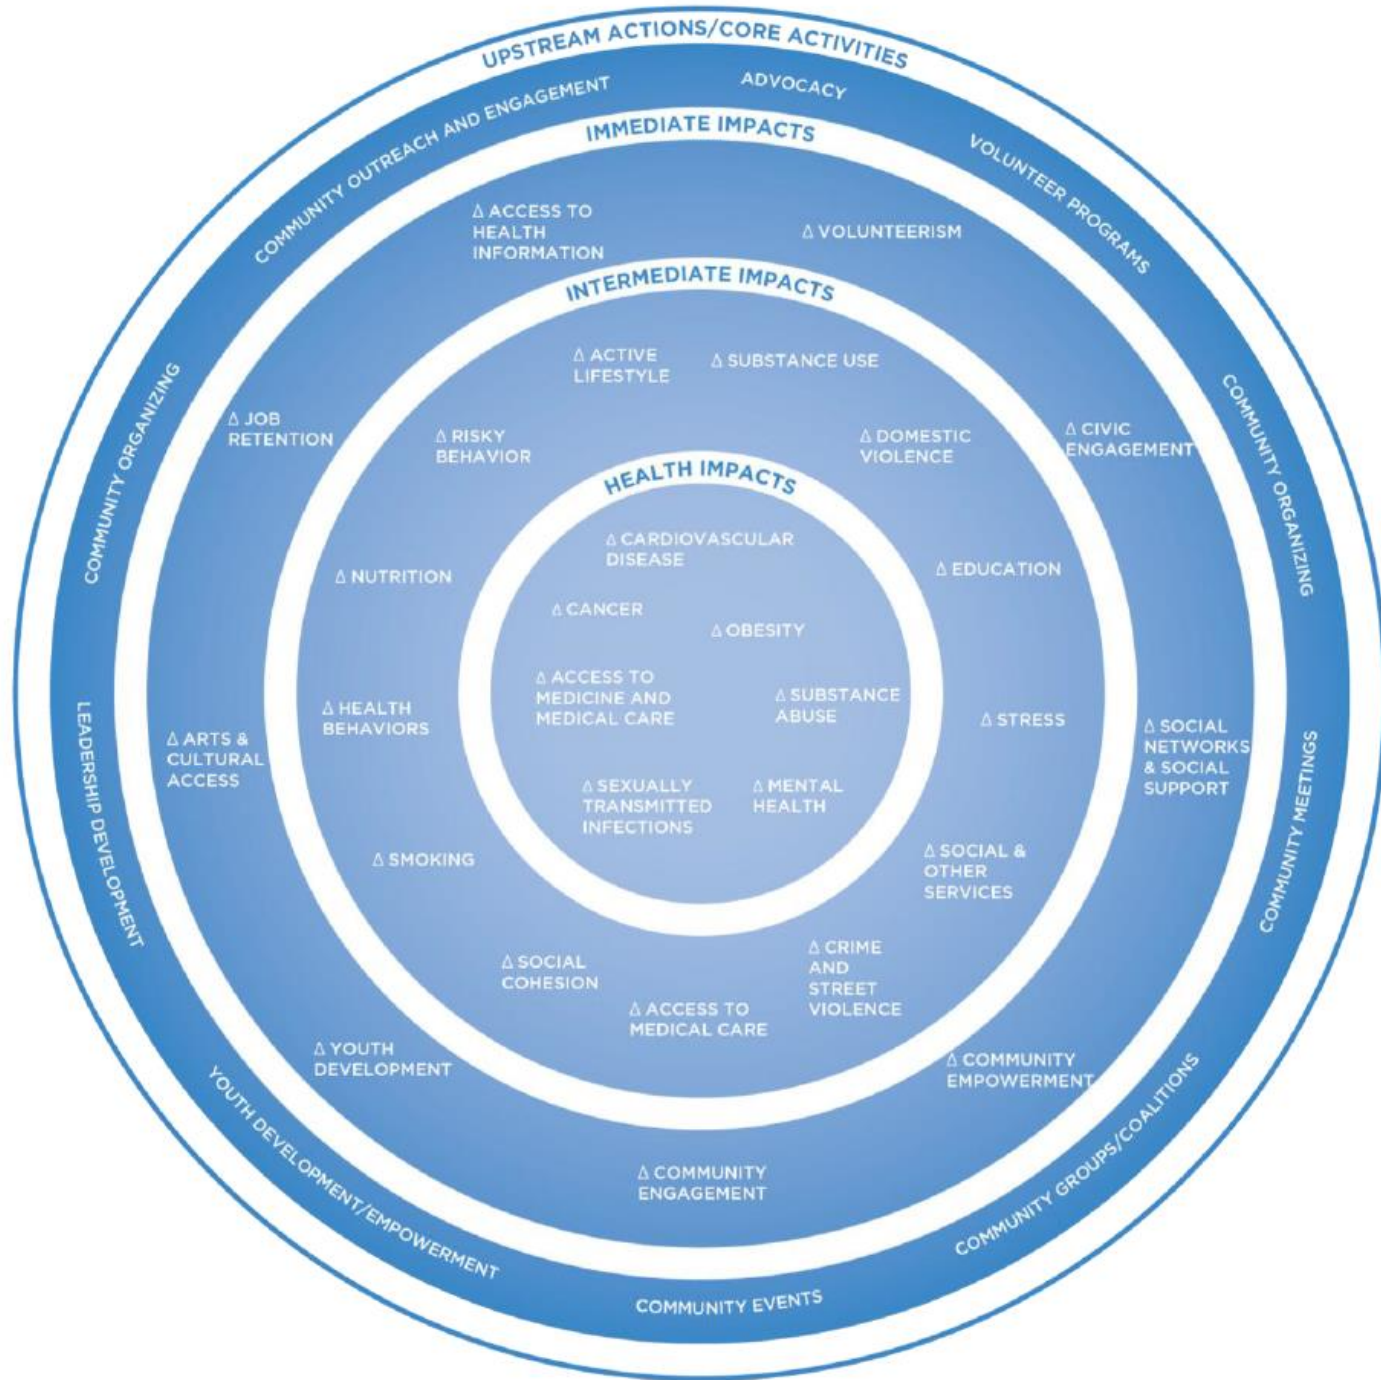 UPSTREAM ACTIONS/CORE ACTIVITIES
COMMUNITY OUTREACH AND ENGAGEMENT
ADVOCACY
VOLUNTEER PROGRAMS
COMMUNITY ORGANIZING
COMMUNITY MEETINGS
COMMUNITY GROUPS/COALITIONS
COMMUNITY EVENTS
YOUTH DEVELOPMENT/EMPOWERMENT
LEADERSHIP DEVELOPMENT
COMMUNITY ORGANIZING
IMMEDIATE IMPACTS
Δ ACCESS TO
HEALTH
INFORMATION
Δ VOLUNTEERISM
Δ CIVIC
ENGAGEMENT
Δ SOCIAL
NETWORKS
& SOCIAL
SUPPORT
Δ COMMUNITY
EMPOWERMENT
Δ COMMUNITY
ENGAGEMENT
Δ YOUTH
DEVELOPMENT
Δ ARTS &
CULTURAL
ACCESS
Δ JOB
RETENTION
INTERMEDIATE IMPACTS
Δ ACTIVE
LIFESTYLE
Δ SUBSTANCE USE
Δ DOMESTIC
VIOLENCE
Δ EDUCATION
Δ STRESS
Δ SOCIAL &
OTHER
SERVICES
Δ CRIME
AND
STREET
VIOLENCE
Δ ACCESS TO
MEDICAL CARE
Δ SOCIAL
COHESION
Δ SMOKING
Δ HEALTH
BEHAVIORS
Δ NUTRITION
Δ RISKY
BEHAVIOR
HEALTH IMPACTS
Δ CARDIOVASCULAR
DISEASE
Δ CANCER
Δ OBESITY
Δ ACCESS TO
MEDICINE AND
MEDICAL CARE
Δ SUBSTANCE
ABUSE
Δ SEXUALLY
TRANSMITTED
INFECTIONS
Δ MENTAL
HEALTH